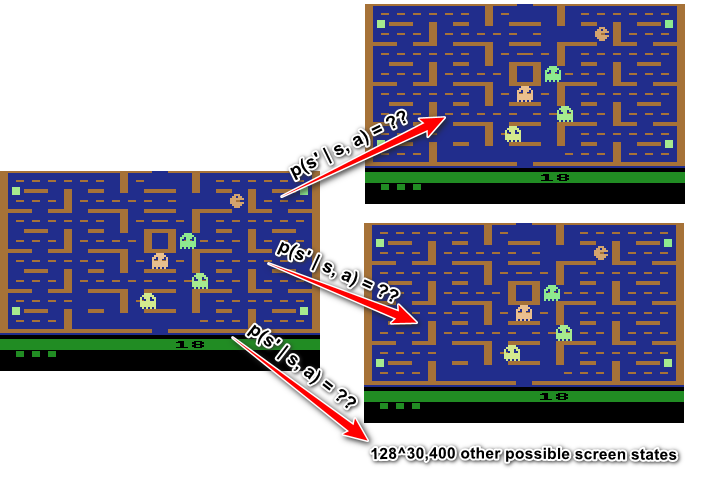 p(s' | s, a) = ??
18
18
p(s' | s, a) = ??
p(s' | s, a) = ??
18
128^30,400 other possible screen states